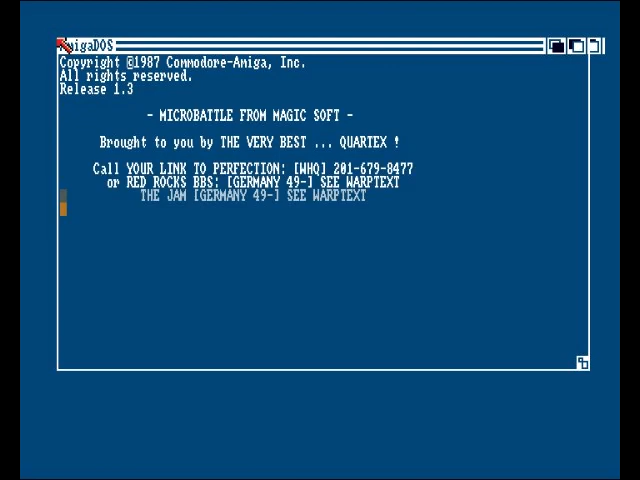 AmigaDOS
Copyright ©1987 Commodore-Amiga, Inc.
All rights reserved.
Release 1.3
- MICROBATTLE FROM MAGIC SOFT -
Brought to you by THE VERY BEST ... QUARTEX !
Call YOUR LINK TO PERFECTION: [WHQ] 201-679-8477
or RED ROCKS BBS: [GERMANY 49-] SEE WARPTEXT
THE JAM [GERMANY 49-] SEE WARPTEXT